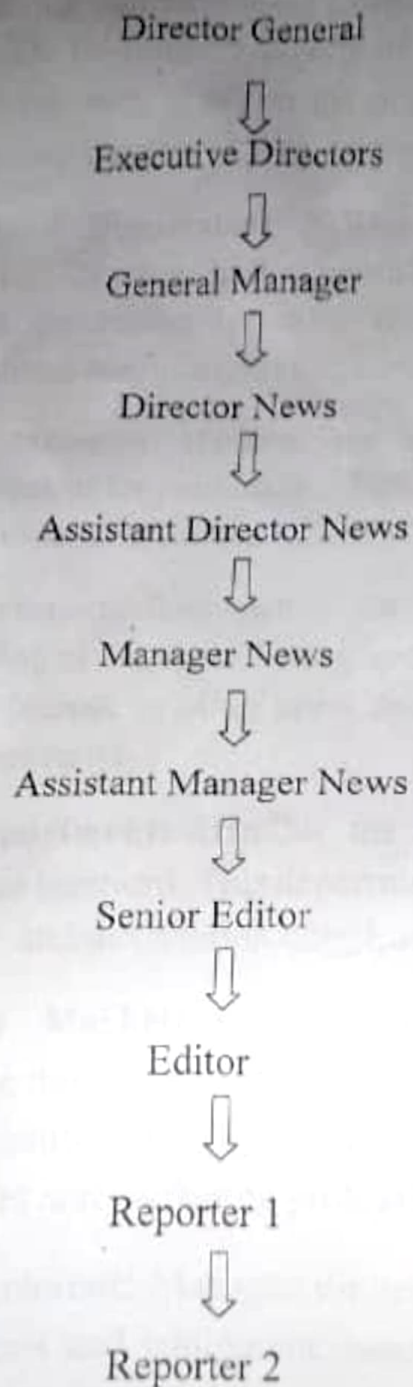 Director General
Executive Directors
General Manager
Director News
Assistant Director News
Manager News
Assistant Manager News
Senior Editor
Editor
Reporter 1
Reporter 2